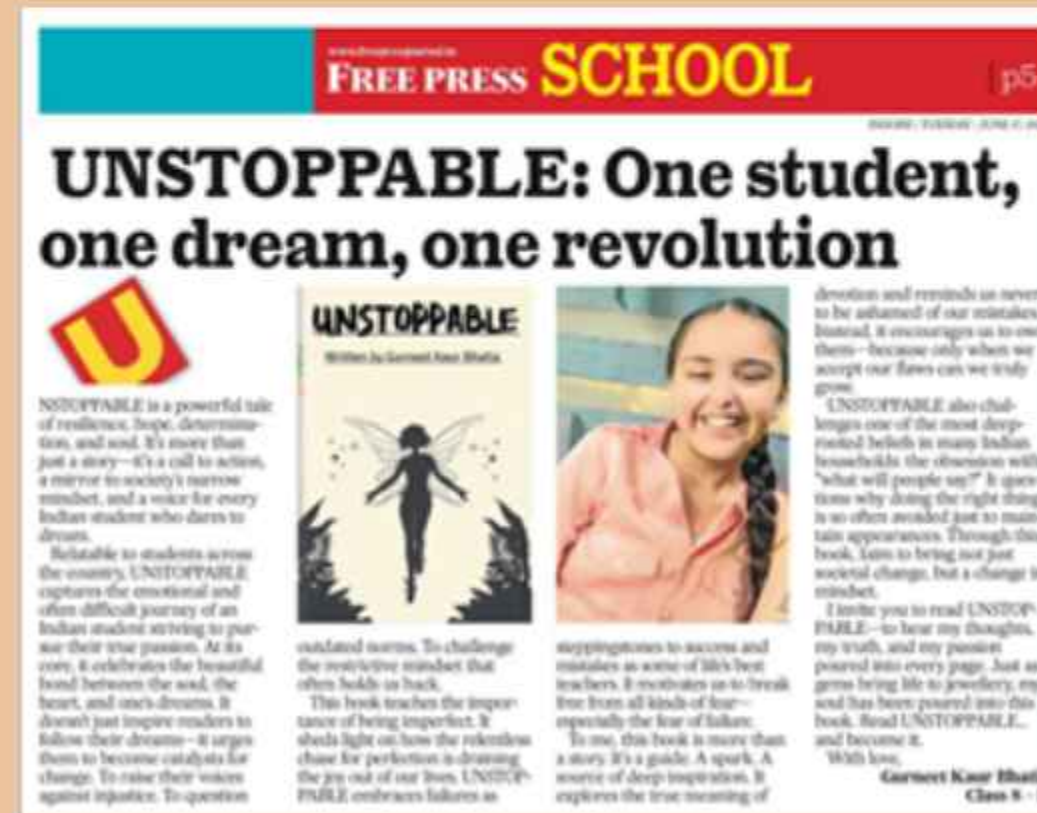 FREE PRESS SCHOOL
p5
UNSTOPPABLE: One student,
one dream, one revolution
U
NSTOPPABLE is a powerful tale
of resilience, hope, determina-
tion, and soul. It's more than
just a story—it's a call to action,
a mirror to society's narrow
mindset, and a voice for every
Indian student who dares to
dream.
Relatable to students across
the country, UNSTOPPABLE
captures the emotional and
often difficult journey of an
Indian student striving to pur-
sue their true passion. At its
core, it celebrates the beautiful
bond between the soul, the
heart, and one's dreams. It
doesn't just inspire readers to
follow their dreams—it urges
them to become catalysts for
change. To raise their voices
against injustice. To question
UNSTOPPABLE
Written by Gurneet Kaur Bhatia
outdated norms. To challenge
the restrictive mindset that
often holds us back.
This book teaches the impor-
tance of being imperfect. It
sheds light on how the relentless
chase for perfection is draining
the joy out of our lives. UNSTOP-
PABLE embraces failures as
steppingstones to success and
mistakes as some of life's best
teachers. It motivates us to break
free from all kinds of fear—
especially the fear of failure.
To me, this book is more than
a story. It's a guide. A spark. A
source of deep inspiration. It
explores the true meaning of
devotion and reminds us never
to be ashamed of our mistakes.
Instead, it encourages us to ow
them—because only when we
accept our flaws can we truly
grow.
UNSTOPPABLE also chal-
lenges one of the most deep-
rooted beliefs in many Indian
households: the obsession with
"what will people say?" It ques
tions why doing the right thing
is so often avoided just to main
tain appearances. Through this
book, I aim to bring not just
societal change, but a change i
mindset.
I invite you to read UNSTOP-
PABLE—to hear my thoughts,
my truth, and my passion
poured into every page. Just as
gems bring life to jewellery, my
soul has been poured into this
book. Read UNSTOPPABLE...
and become it.
With love,
Gurneet Kaur Bhati
Class 8 -